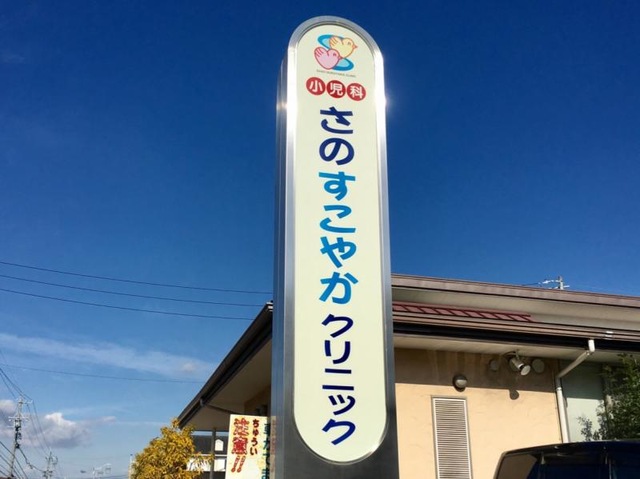 小児科
さのすこやかクリニック
ちゅうい
注意